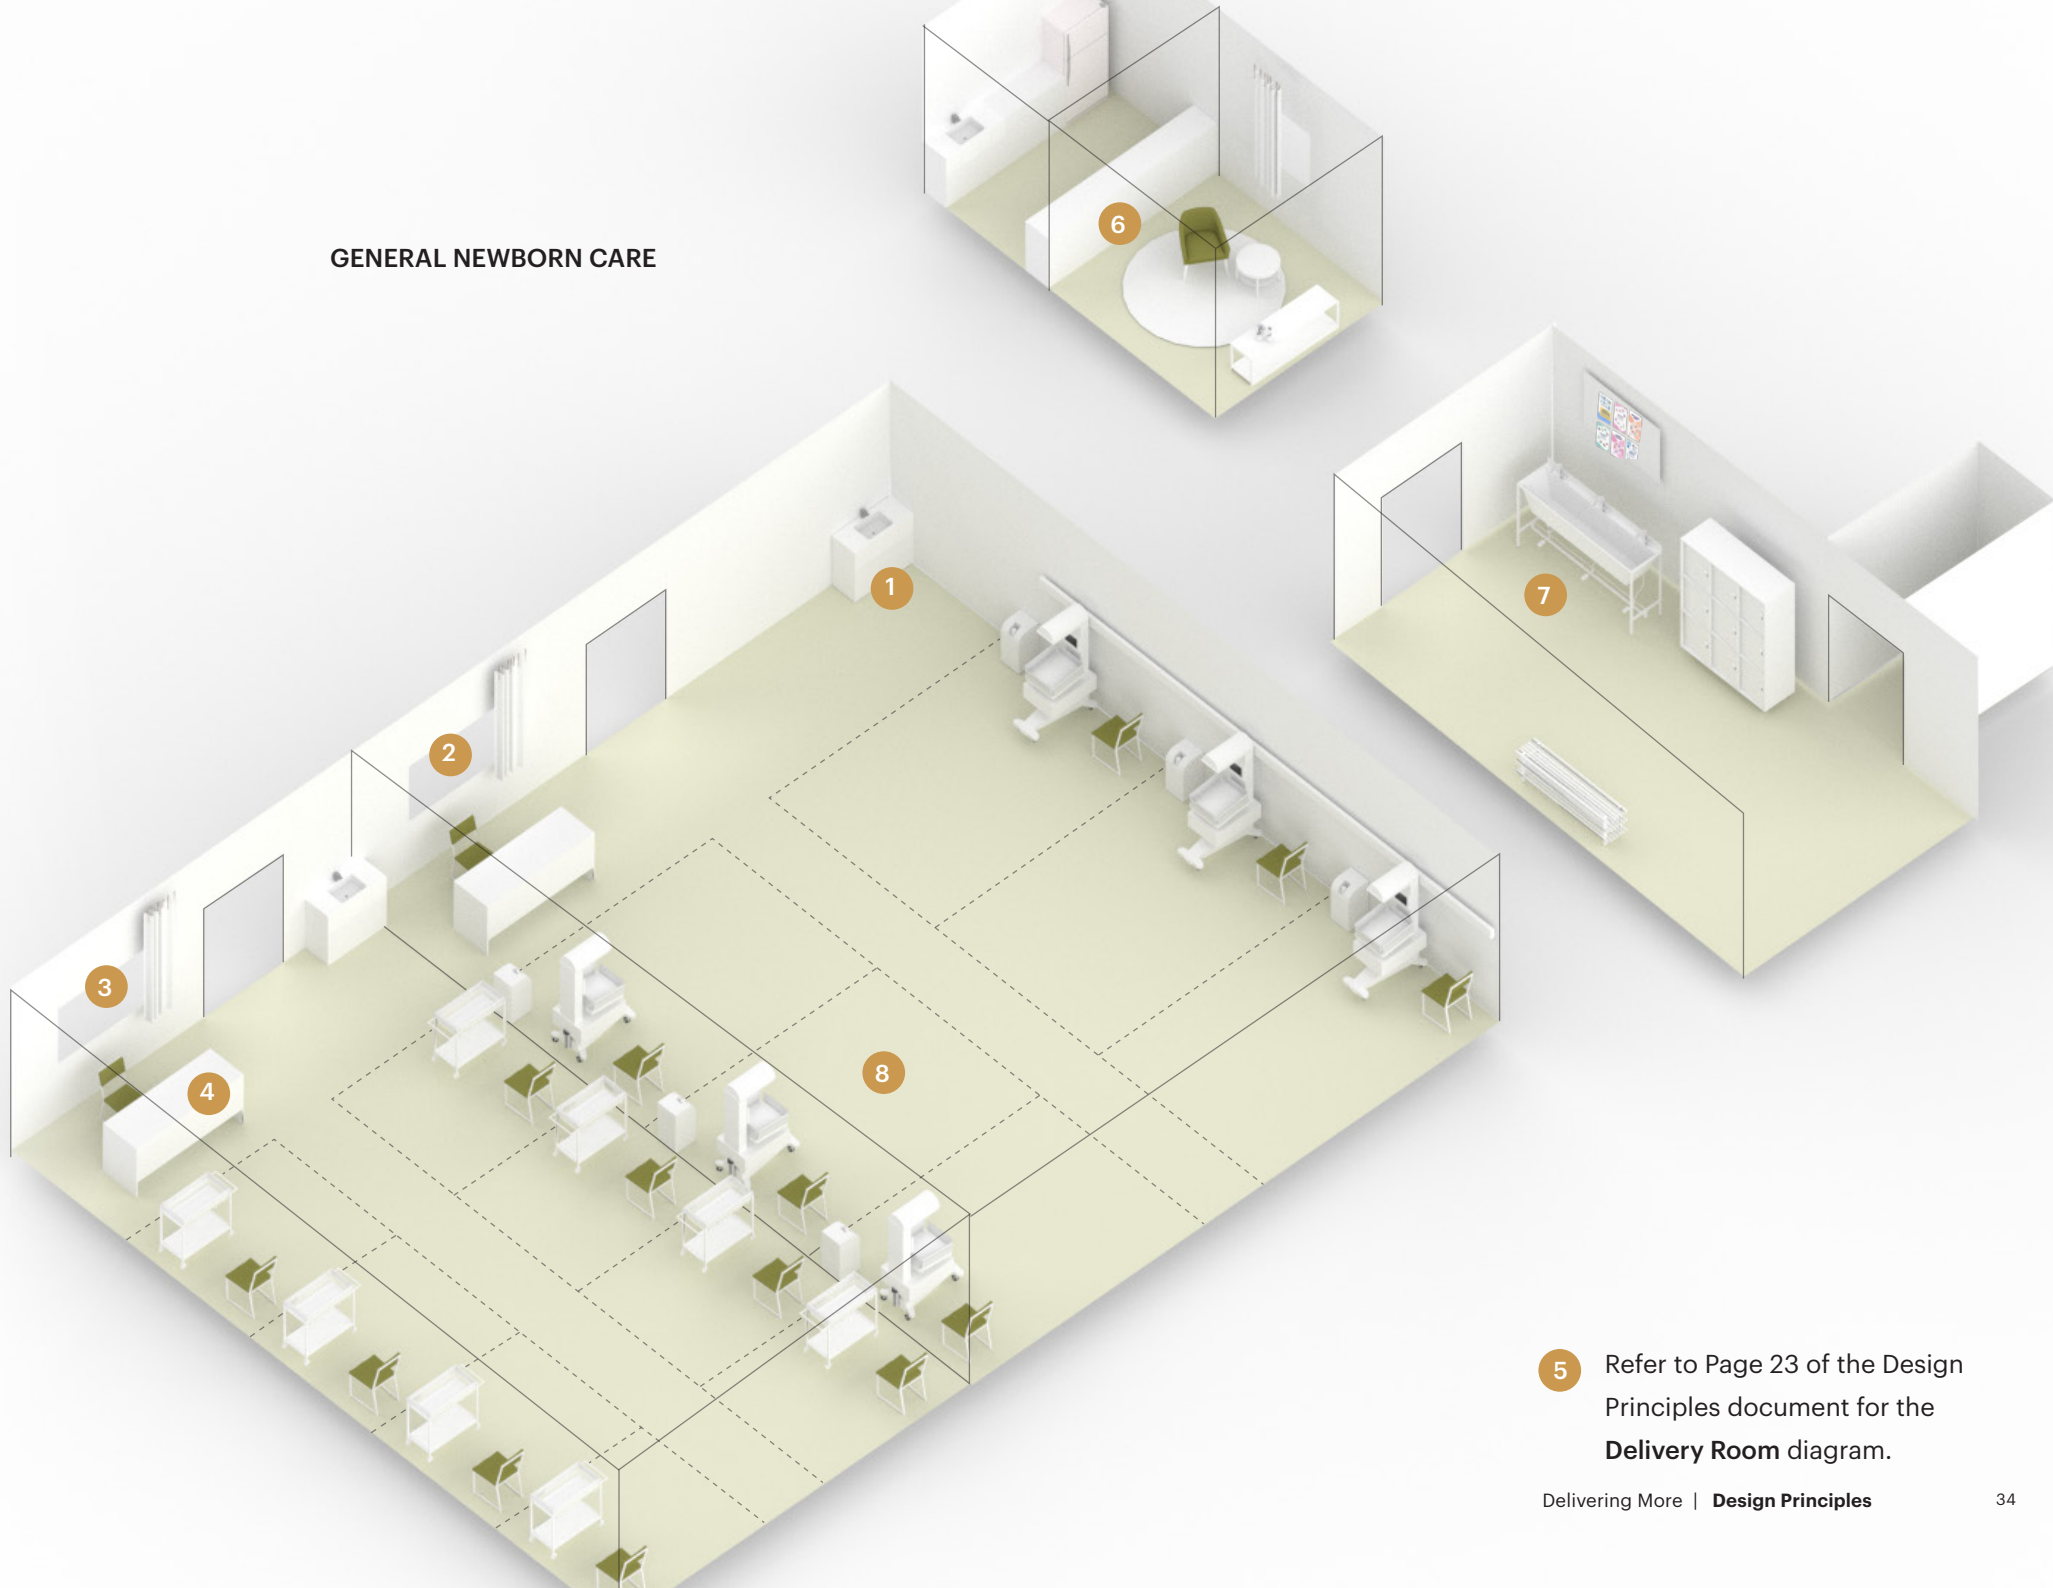 GENERAL NEWBORN CARE
6
1
7
2
3
4
8
5
Refer to Page 23 of the Design
Principles document for the
Delivery Room diagram.
Delivering More | Design Principles
34